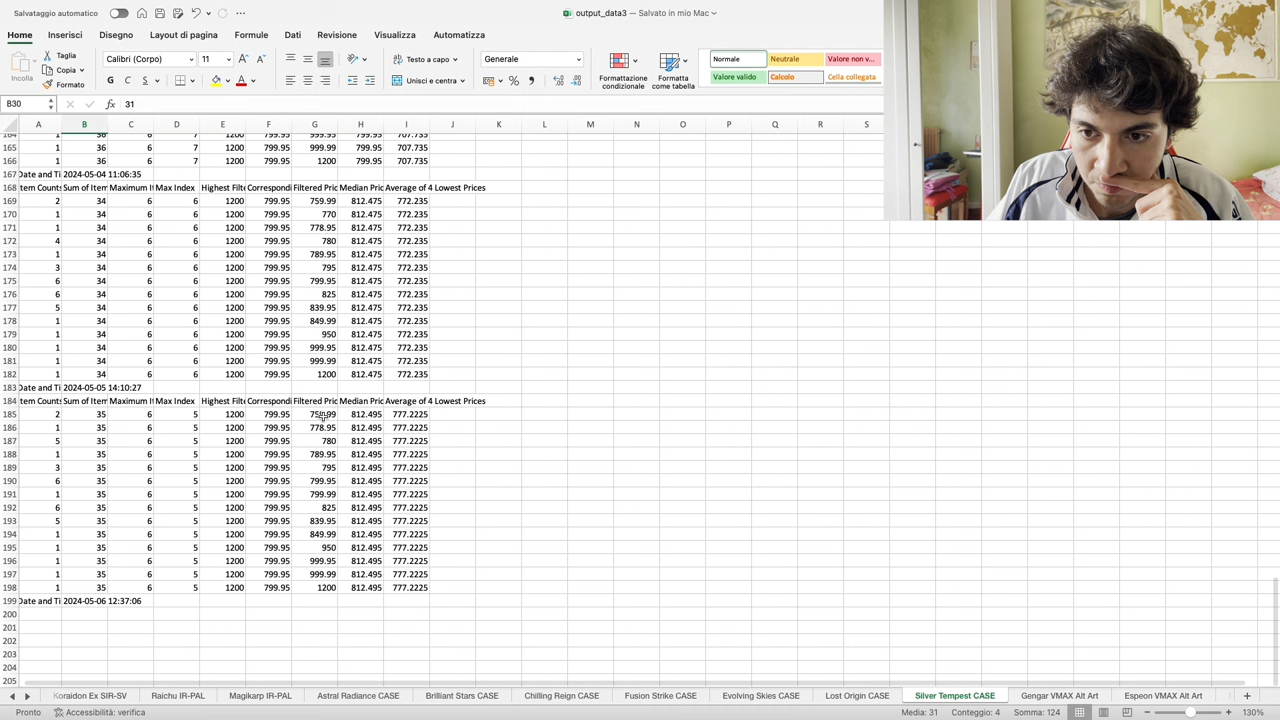 Salvataggio automatico output_data3 — Salvato in mio Mac
Home Inserisci Disegno Layout di pagina Formule Dati Revisione Visualizza Automatizza
Incolla Taglia Copia Formato Calibri (Corpo) 11 Testo a capo Unisci e centra Generale Formattazione condizionale Formatta come tabella Normale Neutrale Valore non v... Valore valido Calcolo Cella collegata
G C S
B30 fx 31
A B C D E F G H I J K L M N O P Q R S
164 1 36 6 7 1200 799.95 999.95 799.95 707.735
165 1 36 6 7 1200 799.95 999.99 799.95 707.735
166 1 36 6 7 1200 799.95 1200 799.95 707.735
167 Date and Ti 2024-05-04 11:06:35
168 tem Counts Sum of Item Maximum I Max Index Highest Filte Correspondi Filtered Pric Median Pric Average of 4 Lowest Prices
169 2 34 6 6 1200 799.95 759.99 812.475 772.235
170 1 34 6 6 1200 799.95 770 812.475 772.235
171 1 34 6 6 1200 799.95 778.95 812.475 772.235
172 4 34 6 6 1200 799.95 780 812.475 772.235
173 1 34 6 6 1200 799.95 789.95 812.475 772.235
174 3 34 6 6 1200 799.95 795 812.475 772.235
175 6 34 6 6 1200 799.95 799.95 812.475 772.235
176 6 34 6 6 1200 799.95 825 812.475 772.235
177 5 34 6 6 1200 799.95 839.95 812.475 772.235
178 1 34 6 6 1200 799.95 849.99 812.475 772.235
179 1 34 6 6 1200 799.95 950 812.475 772.235
180 1 34 6 6 1200 799.95 999.95 812.475 772.235
181 1 34 6 6 1200 799.95 999.99 812.475 772.235
182 1 34 6 6 1200 799.95 1200 812.475 772.235
183 Date and Ti 2024-05-05 14:10:27
184 tem Counts Sum of Item Maximum I Max Index Highest Filte Correspondi Filtered Pric Median Pric Average of 4 Lowest Prices
185 2 35 6 5 1200 799.95 759.99 812.495 777.2225
186 1 35 6 5 1200 799.95 778.95 812.495 777.2225
187 5 35 6 5 1200 799.95 780 812.495 777.2225
188 1 35 6 5 1200 799.95 789.95 812.495 777.2225
189 3 35 6 5 1200 799.95 795 812.495 777.2225
190 6 35 6 5 1200 799.95 799.95 812.495 777.2225
191 1 35 6 5 1200 799.95 799.99 812.495 777.2225
192 6 35 6 5 1200 799.95 825 812.495 777.2225
193 5 35 6 5 1200 799.95 839.95 812.495 777.2225
194 1 35 6 5 1200 799.95 849.99 812.495 777.2225
195 1 35 6 5 1200 799.95 950 812.495 777.2225
196 1 35 6 5 1200 799.95 999.95 812.495 777.2225
197 1 35 6 5 1200 799.95 999.99 812.495 777.2225
198 1 35 6 5 1200 799.95 1200 812.495 777.2225
199 Date and Ti 2024-05-06 12:37:06
200
201
202
203
204
205
Koraidon Ex SIR-SV Raichu IR-PAL Magikarp IR-PAL Astral Radiance CASE Brilliant Stars CASE Chilling Reign CASE Fusion Strike CASE Evolving Skies CASE Lost Origin CASE Silver Tempest CASE Gengar VMAX Alt Art Espeon VMAX Alt Art
Pronto Accessibilità: verifica Media: 31 Conteggio: 4 Somma: 124 130%